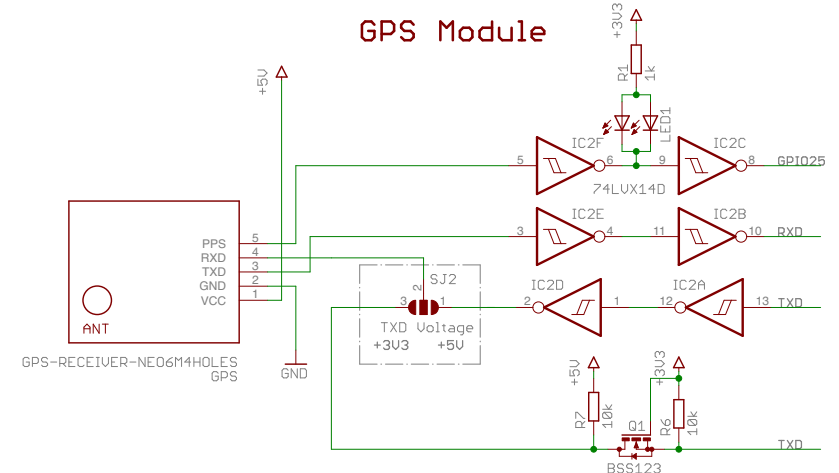 GPS Module
+3V3
R1
1k
LED1
+5V
IC2F
5
6
74LVX14D
IC2C
9
8
GPIO25
IC2E
3
4
IC2B
11
10
RXD
PPS 5
RXD 4
TXD 3
GND 2
VCC 1
ANT
GPS-RECEIVER-NEO6M4HOLES
GPS
GND
SJ2
2
3
1
TXD Voltage
+3V3 +5V
IC2D
2
1
IC2A
12
13
TXD
+5V
R7
10k
Q1
BSS123
+3V3
R6
10k
TXD